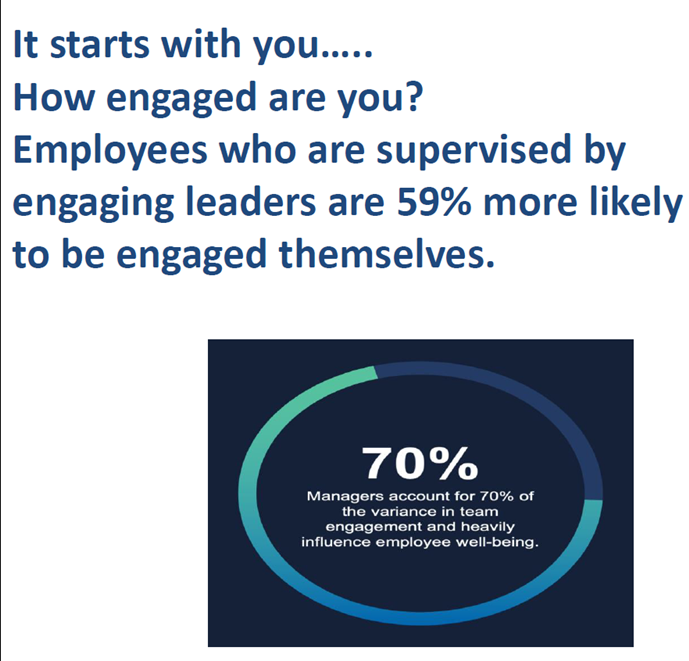 It starts with you.....
How engaged are you?
Employees who are supervised by
engaging leaders are 59% more likely
to be engaged themselves.
70%
Managers account for 70% of
the variance in team
engagement and heavily
influence employee well-being.